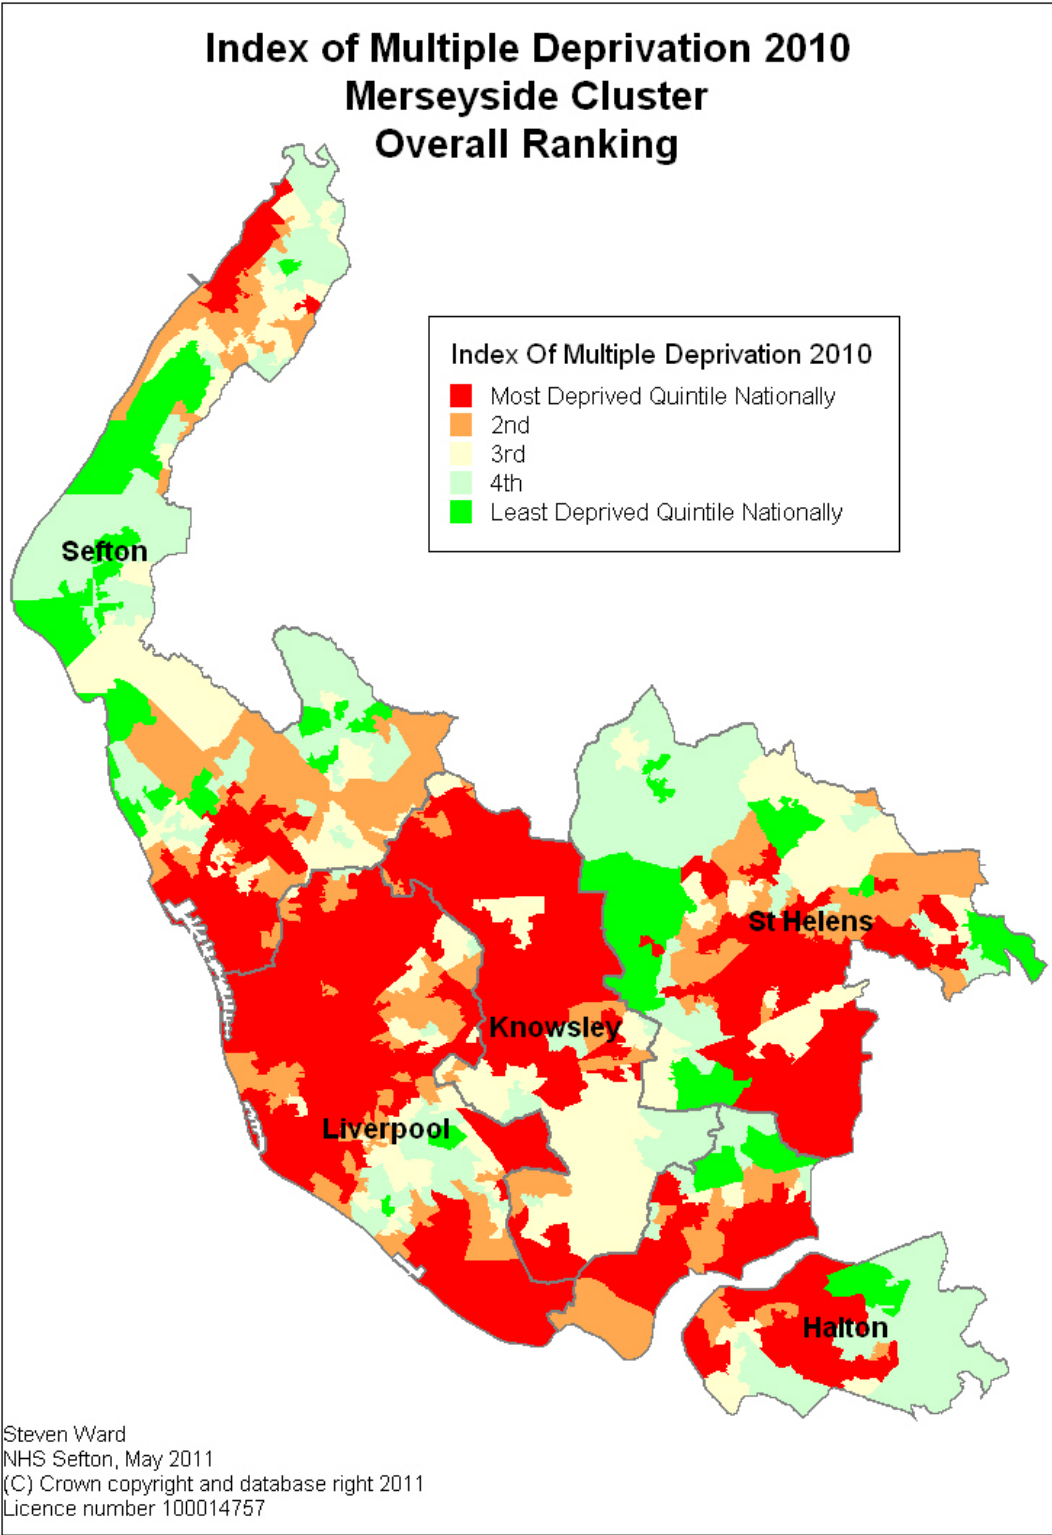 Index of Multiple Deprivation 2010
Merseyside Cluster
Overall Ranking
Index Of Multiple Deprivation 2010
Most Deprived Quintile Nationally
2nd
3rd
4th
Least Deprived Quintile Nationally
Sefton
St Helens
Knowsley
Liverpool
Halton
Steven Ward
NHS Sefton, May 2011
(C) Crown copyright and database right 2011
Licence number 100014757